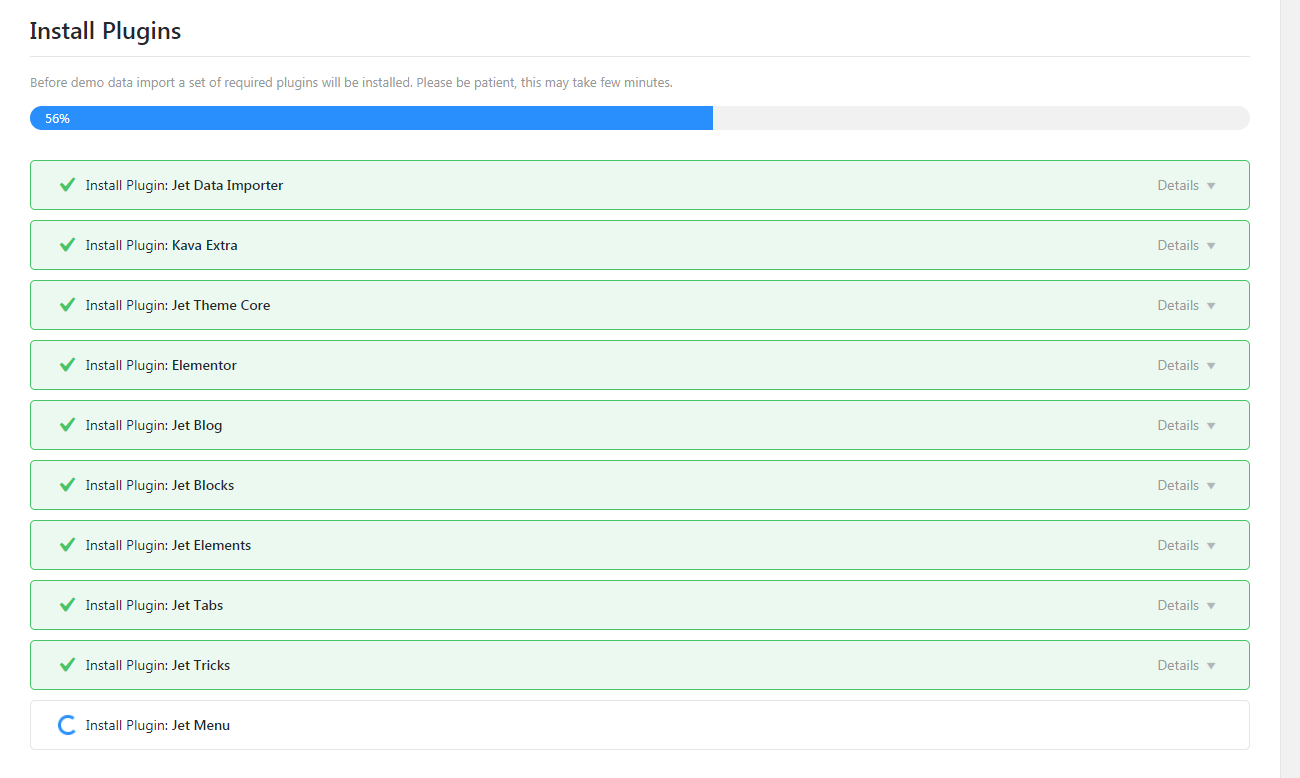 Install Plugins
Before demo data import a set of required plugins will be installed. Please be patient, this may take few minutes.
56%
Install Plugin: Jet Data Importer Details
Install Plugin: Kava Extra Details
Install Plugin: Jet Theme Core Details
Install Plugin: Elementor Details
Install Plugin: Jet Blog Details
Install Plugin: Jet Blocks Details
Install Plugin: Jet Elements Details
Install Plugin: Jet Tabs Details
Install Plugin: Jet Tricks Details
Install Plugin: Jet Menu